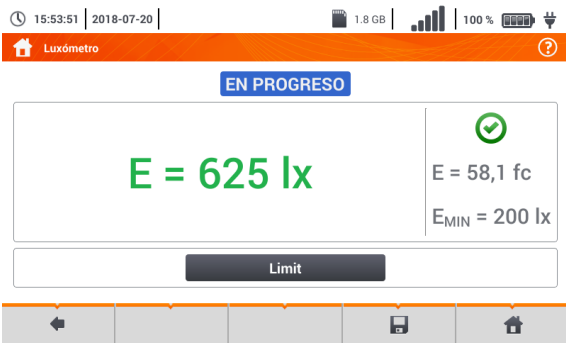 15:53:51 2018-07-20 1.8 GB 100 %
Luxómetro ?
EN PROGRESO
E = 625 lx
E = 58,1 fc
EMIN = 200 lx
Limit